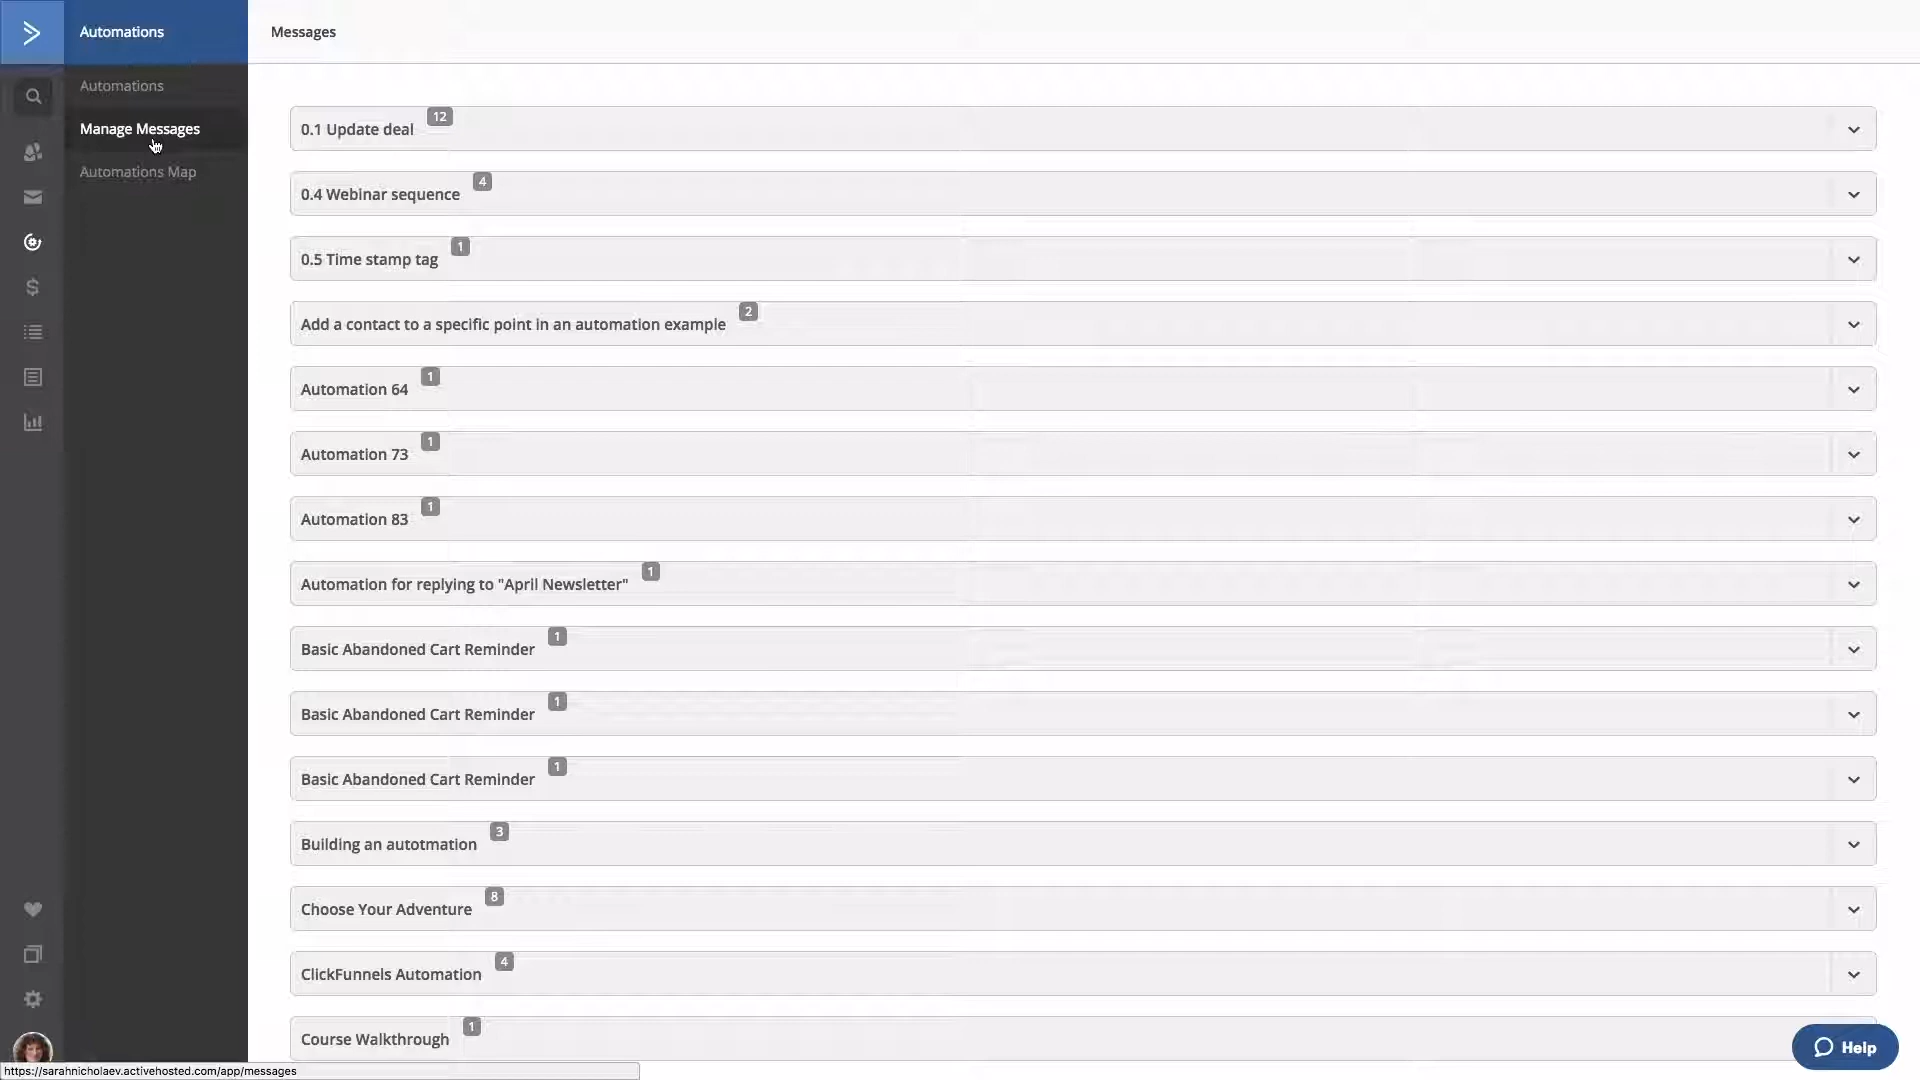 Automations
Messages
Automations
Manage Messages
Automations Map
0.1 Update deal 12
0.4 Webinar sequence 4
0.5 Time stamp tag 1
Add a contact to a specific point in an automation example 2
Automation 64 1
Automation 73 1
Automation 83 1
Automation for replying to "April Newsletter" 1
Basic Abandoned Cart Reminder 1
Basic Abandoned Cart Reminder 1
Basic Abandoned Cart Reminder 1
Building an autotmation 3
Choose Your Adventure 8
ClickFunnels Automation 4
Course Walkthrough 1
Help
https://sarahnicholaev.activehosted.com/app/messages